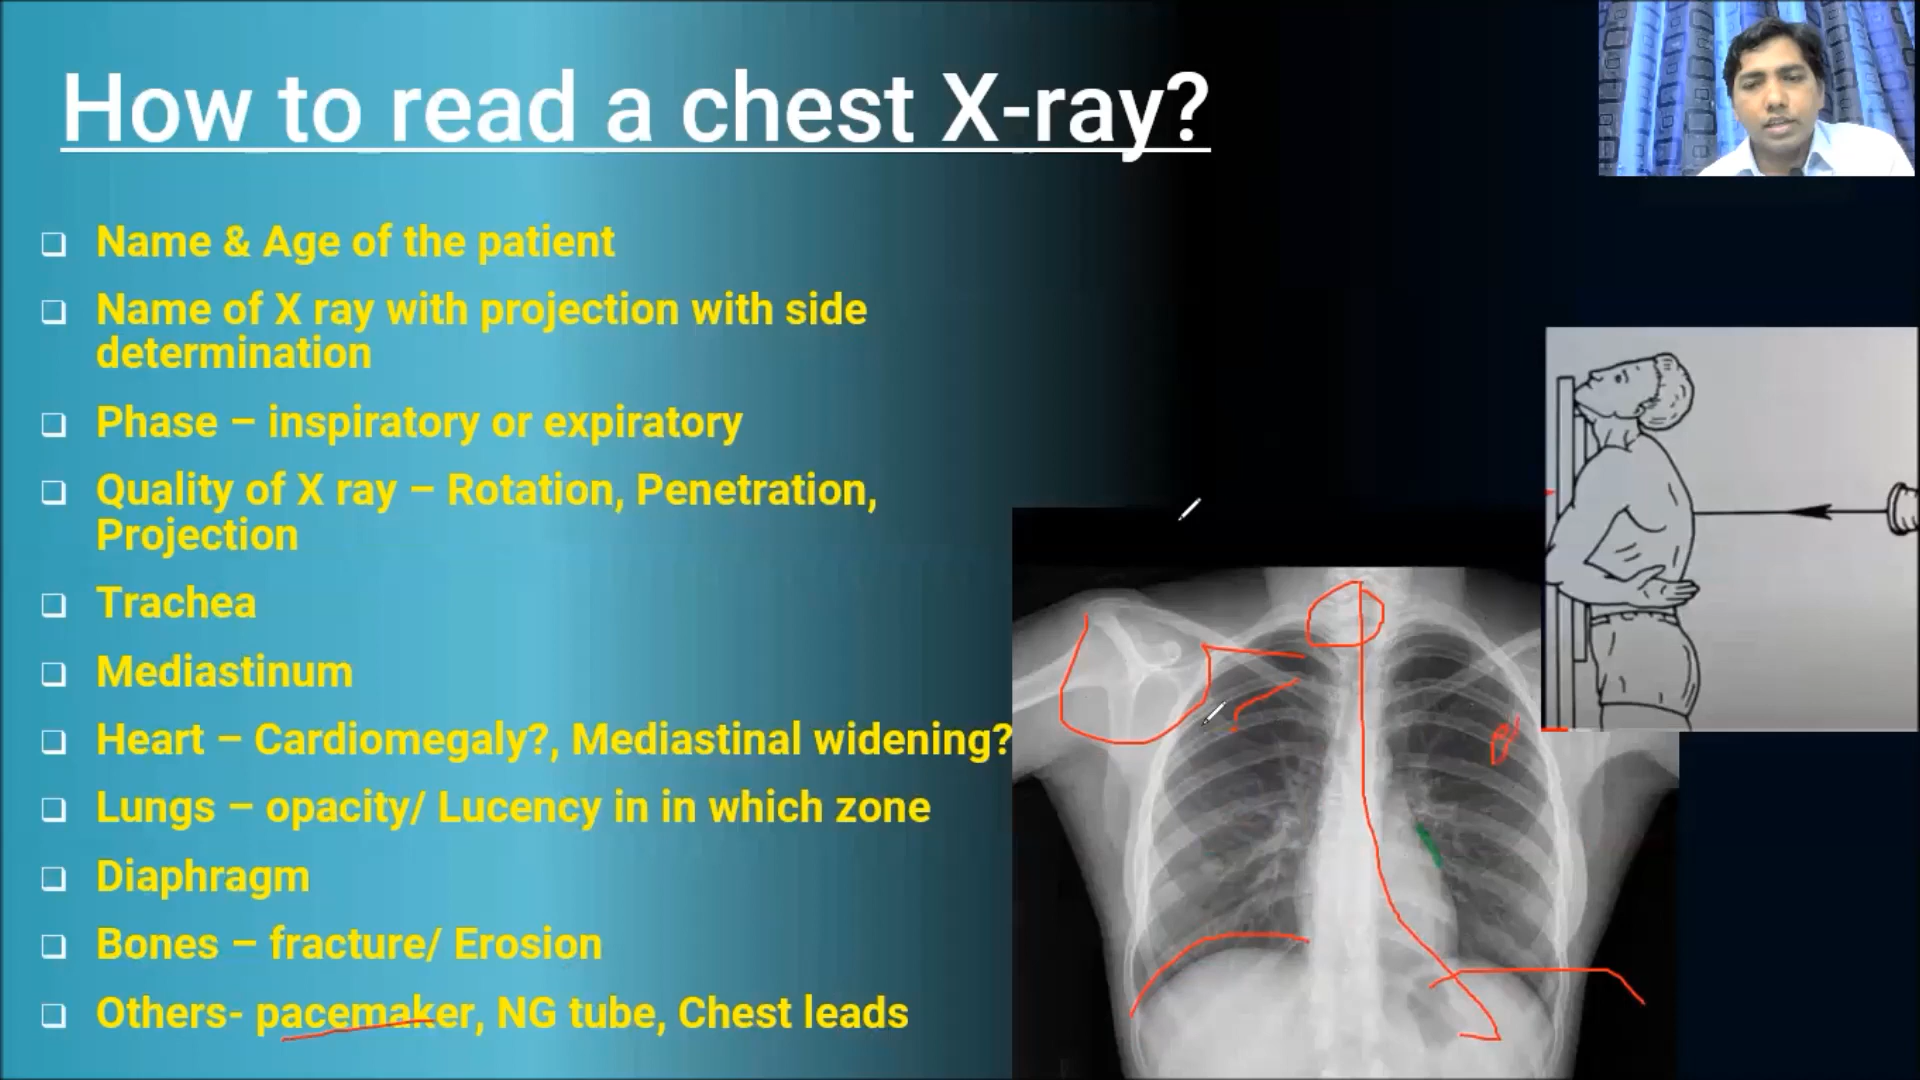 How to read a chest X-ray?
❑ Name & Age of the patient
❑ Name of X ray with projection with side
determination
❑ Phase – inspiratory or expiratory
❑ Quality of X ray – Rotation, Penetration,
Projection
❑ Trachea
❑ Mediastinum
❑ Heart – Cardiomegaly?, Mediastinal widening?
❑ Lungs – opacity/ Lucency in in which zone
❑ Diaphragm
❑ Bones – fracture/ Erosion
❑ Others- pacemaker, NG tube, Chest leads